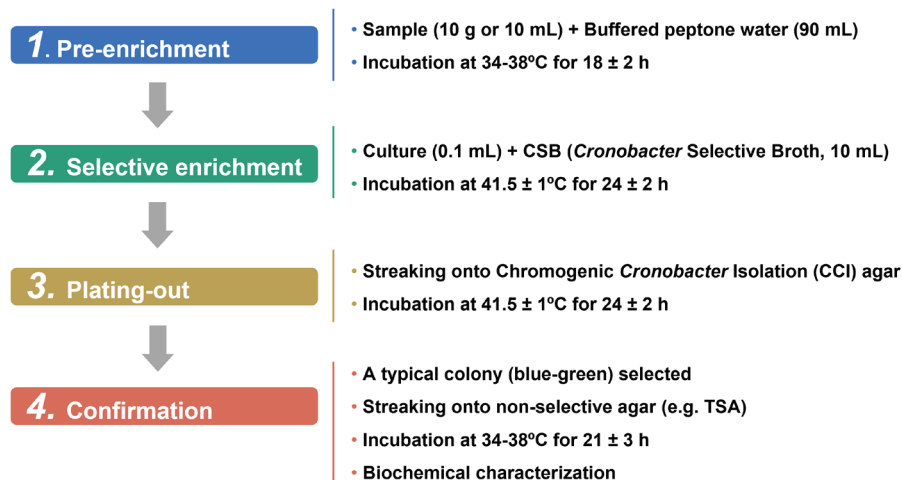 1. Pre-enrichment
• Sample (10 g or 10 mL) + Buffered peptone water (90 mL)
• Incubation at 34-38ºC for 18 ± 2 h
2. Selective enrichment
• Culture (0.1 mL) + CSB (Cronobacter Selective Broth, 10 mL)
• Incubation at 41.5 ± 1ºC for 24 ± 2 h
3. Plating-out
• Streaking onto Chromogenic Cronobacter Isolation (CCI) agar
• Incubation at 41.5 ± 1ºC for 24 ± 2 h
4. Confirmation
• A typical colony (blue-green) selected
• Streaking onto non-selective agar (e.g. TSA)
• Incubation at 34-38ºC for 21 ± 3 h
• Biochemical characterization